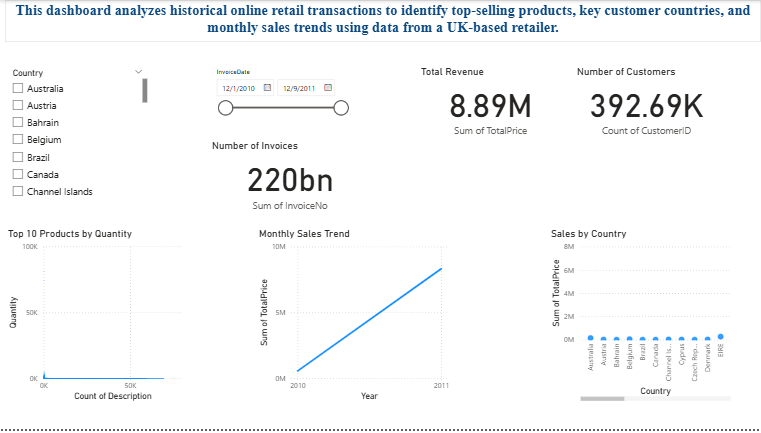 This dashboard analyzes historical online retail transactions to identify top-selling products, key customer countries, and
monthly sales trends using data from a UK-based retailer.
Country
Australia
Austria
Bahrain
Belgium
Brazil
Canada
Channel Islands
InvoiceDate
12/1/2010
12/9/2011
Number of Invoices
220bn
Sum of InvoiceNo
Total Revenue
8.89M
Sum of TotalPrice
Number of Customers
392.69K
Count of CustomerID
Top 10 Products by Quantity
100K
50K
0K
Quantity
0K
50K
Count of Description
Monthly Sales Trend
10M
5M
0M
Sum of TotalPrice
2010
2011
Year
Sales by Country
8M
6M
4M
2M
0M
Sum of TotalPrice
Australia
Austria
Bahrain
Belgium
Brazil
Canada
Channel Is...
Cyprus
Czech Rep...
Denmark
EIRE
Country